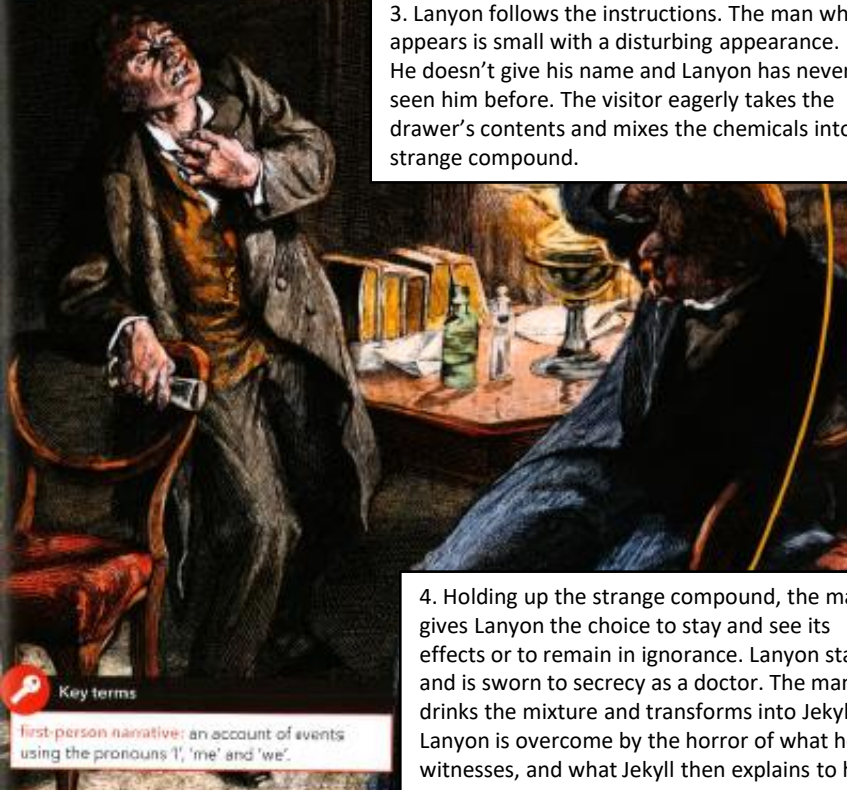 3. Lanyon follows the instructions. The man wh
appears is small with a disturbing appearance.
He doesn't give his name and Lanyon has never
seen him before. The visitor eagerly takes the
drawer's contents and mixes the chemicals into
strange compound.
4. Holding up the strange compound, the ma
gives Lanyon the choice to stay and see its
effects or to remain in ignorance. Lanyon sta
and is sworn to secrecy as a doctor. The man
drinks the mixture and transforms into Jekyl
Lanyon is overcome by the horror of what he
witnesses, and what Jekyll then explains to h
Key terms
first-person narrative: an account of events
using the pronouns 'I', 'me' and 'we'.